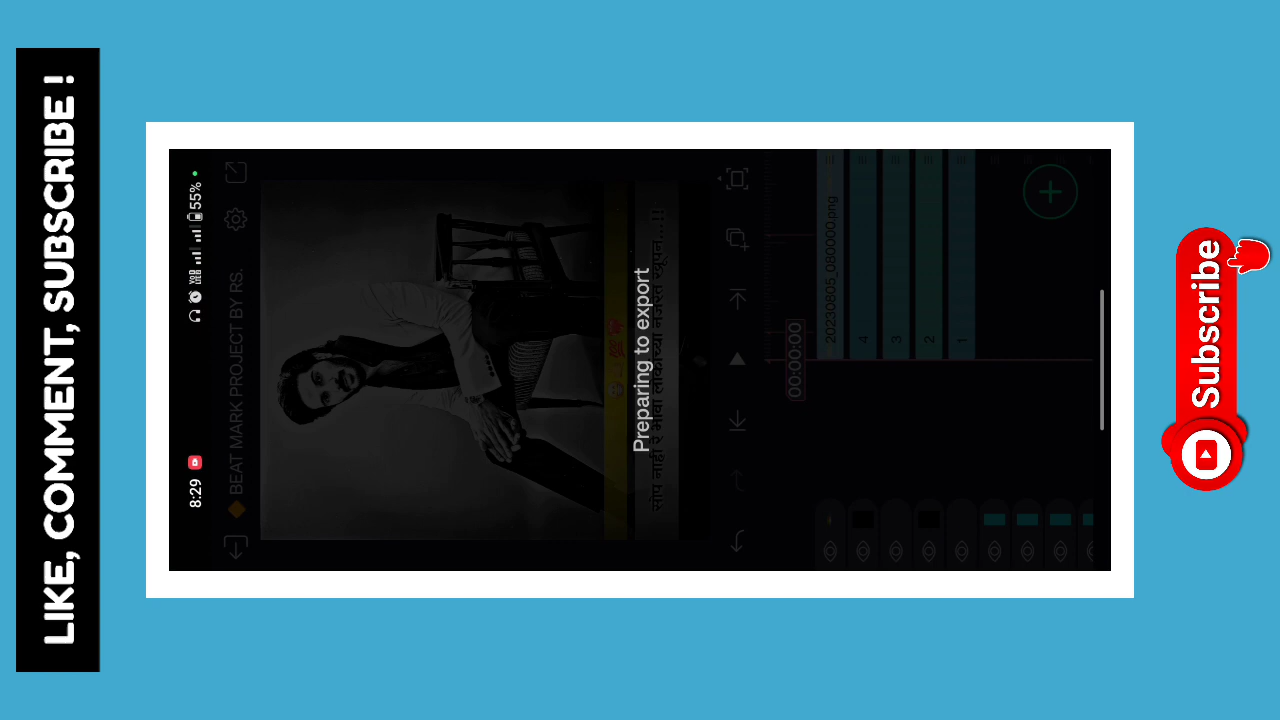 LIKE, COMMENT, SUBSCRIBE !
8:29
55%
BEAT MARK PROJECT BY RS.
Preparing to export
00:00:00
20230805_080000.png
4
3
2
1
Subscribe